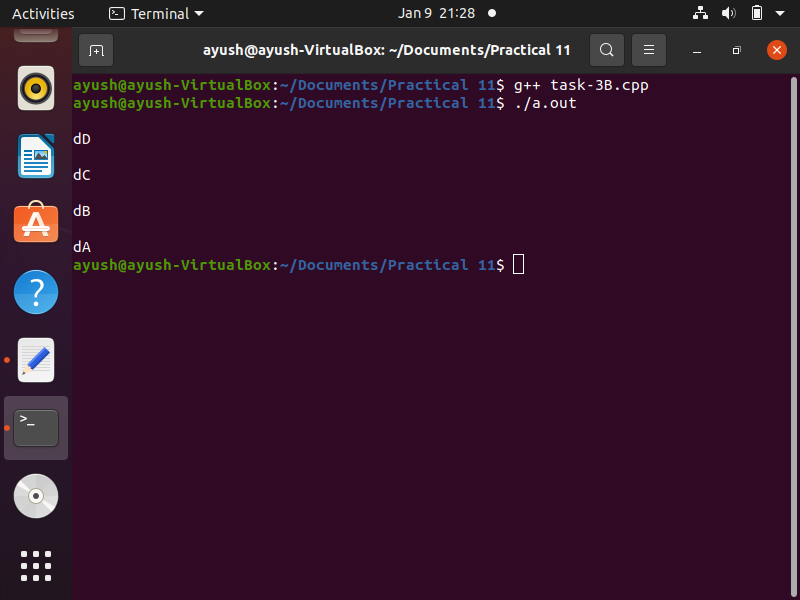 Activities Terminal Jan 9 21:28
ayush@ayush-VirtualBox: ~/Documents/Practical 11
ayush@ayush-VirtualBox:~/Documents/Practical 11$ g++ task-3B.cpp
ayush@ayush-VirtualBox:~/Documents/Practical 11$ ./a.out
dD
dC
dB
dA
ayush@ayush-VirtualBox:~/Documents/Practical 11$